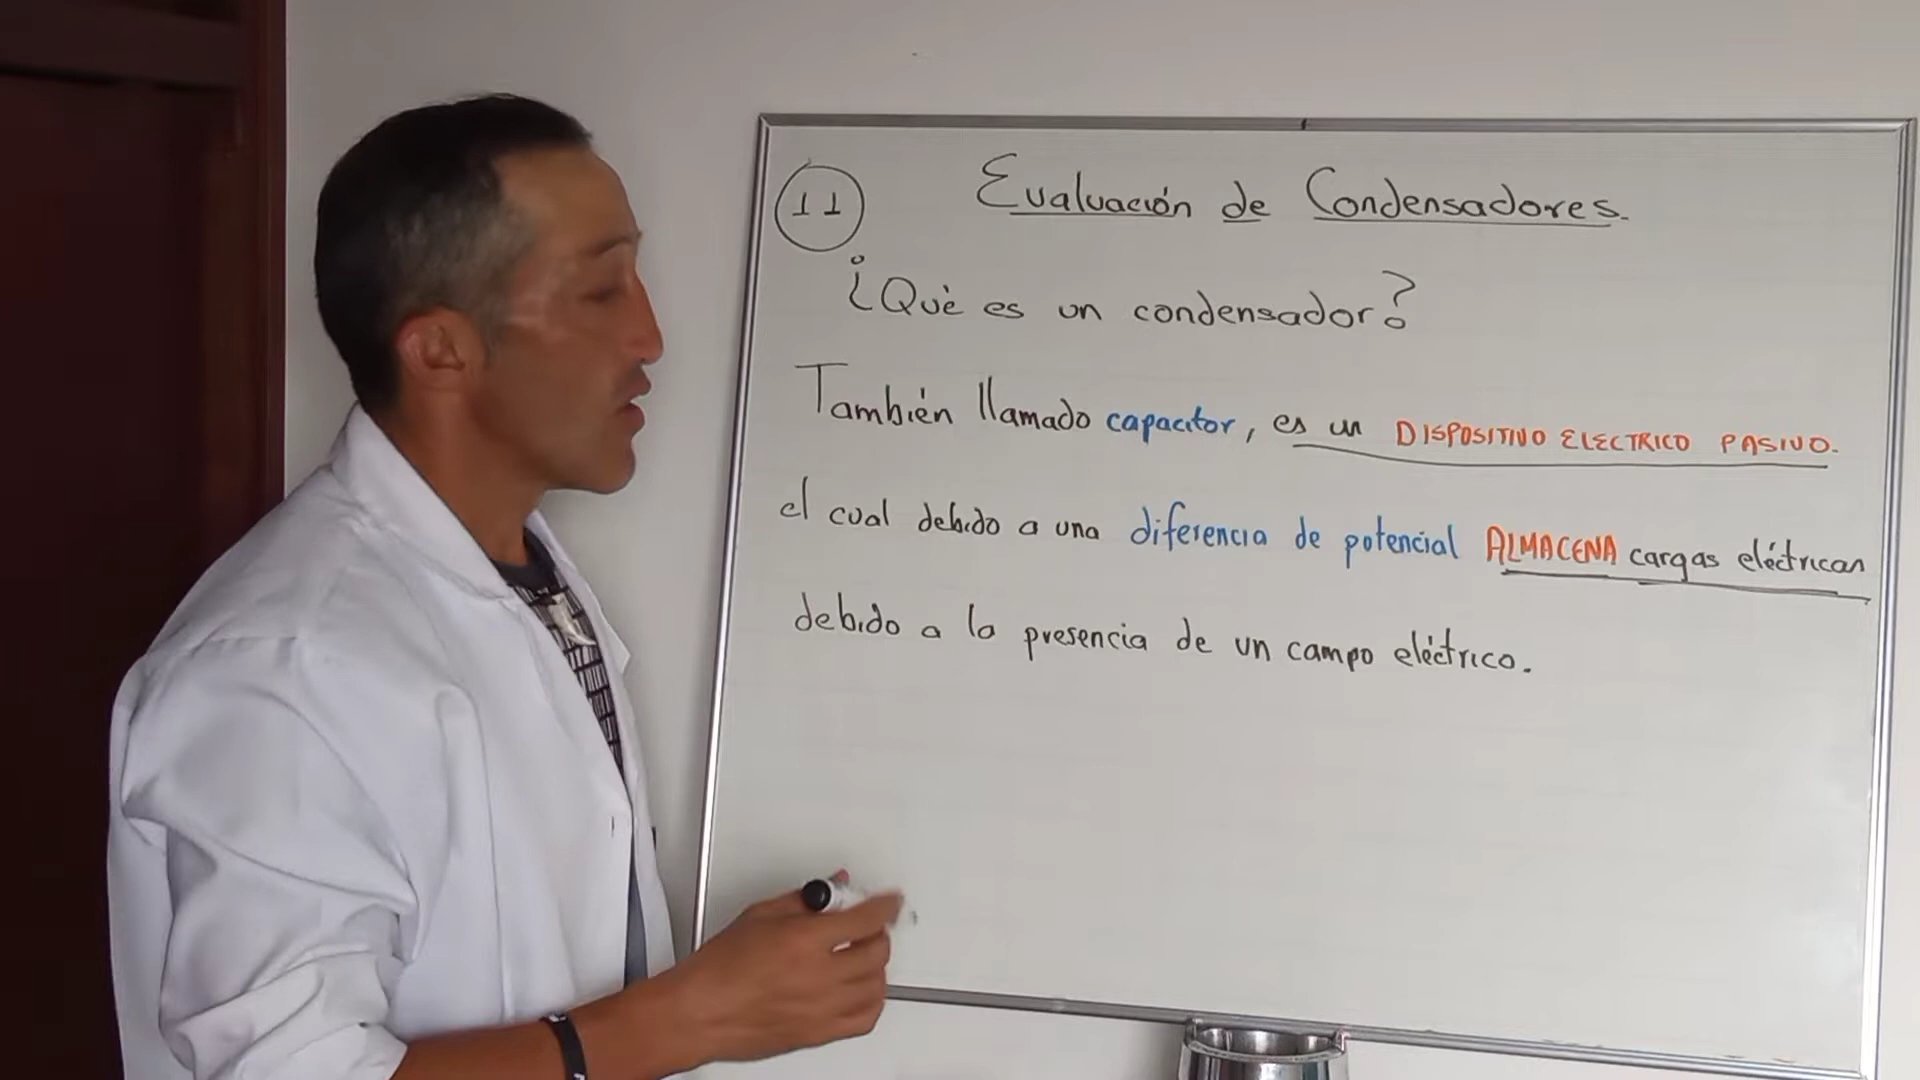 11
Evaluación de Condensadores.
¿Qué es un condensador?
También llamado capacitor, es un DISPOSITIVO ELECTRICO PASIVO.
el cual debido a una diferencia de potencial ALMACENA cargas eléctricas
debido a la presencia de un campo eléctrico.